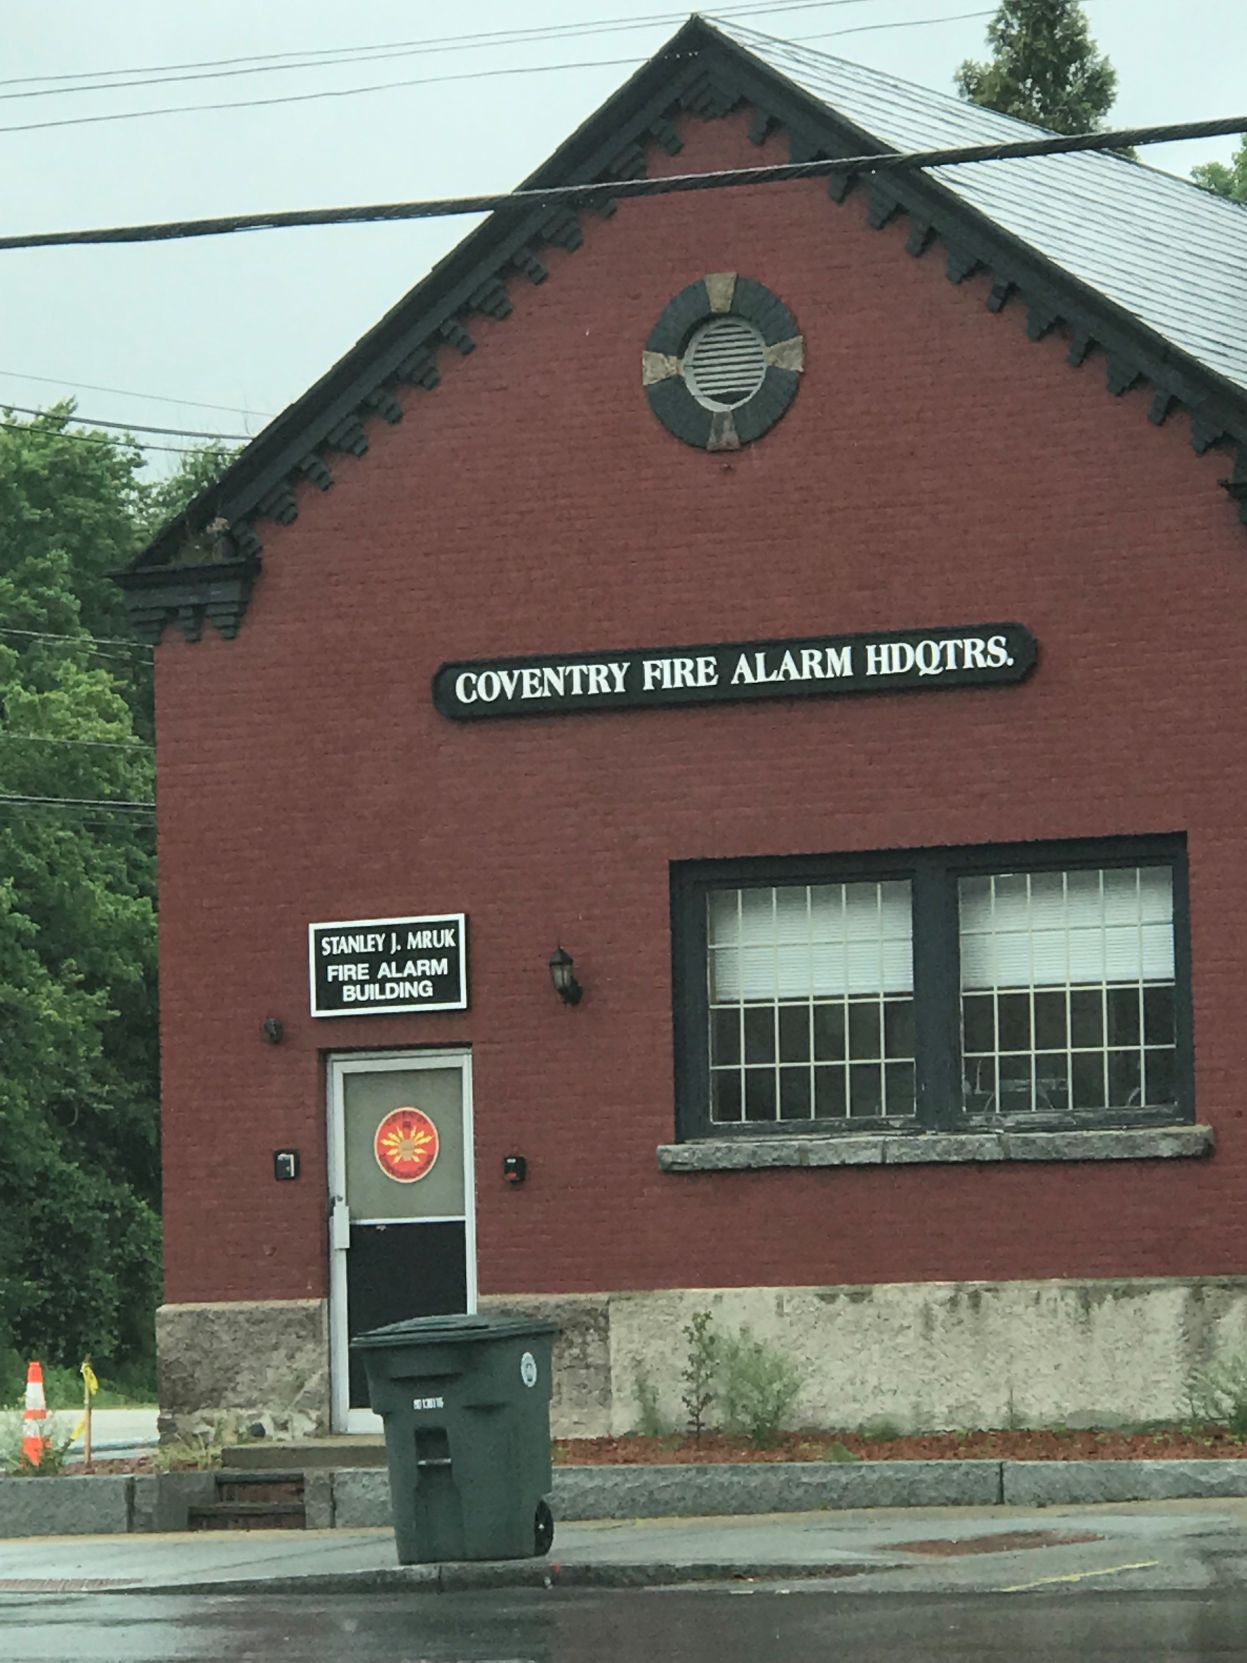 COVENTRY FIRE ALARM HDQTRS.
STANLEY J. MRUK
FIRE ALARM
BUILDING